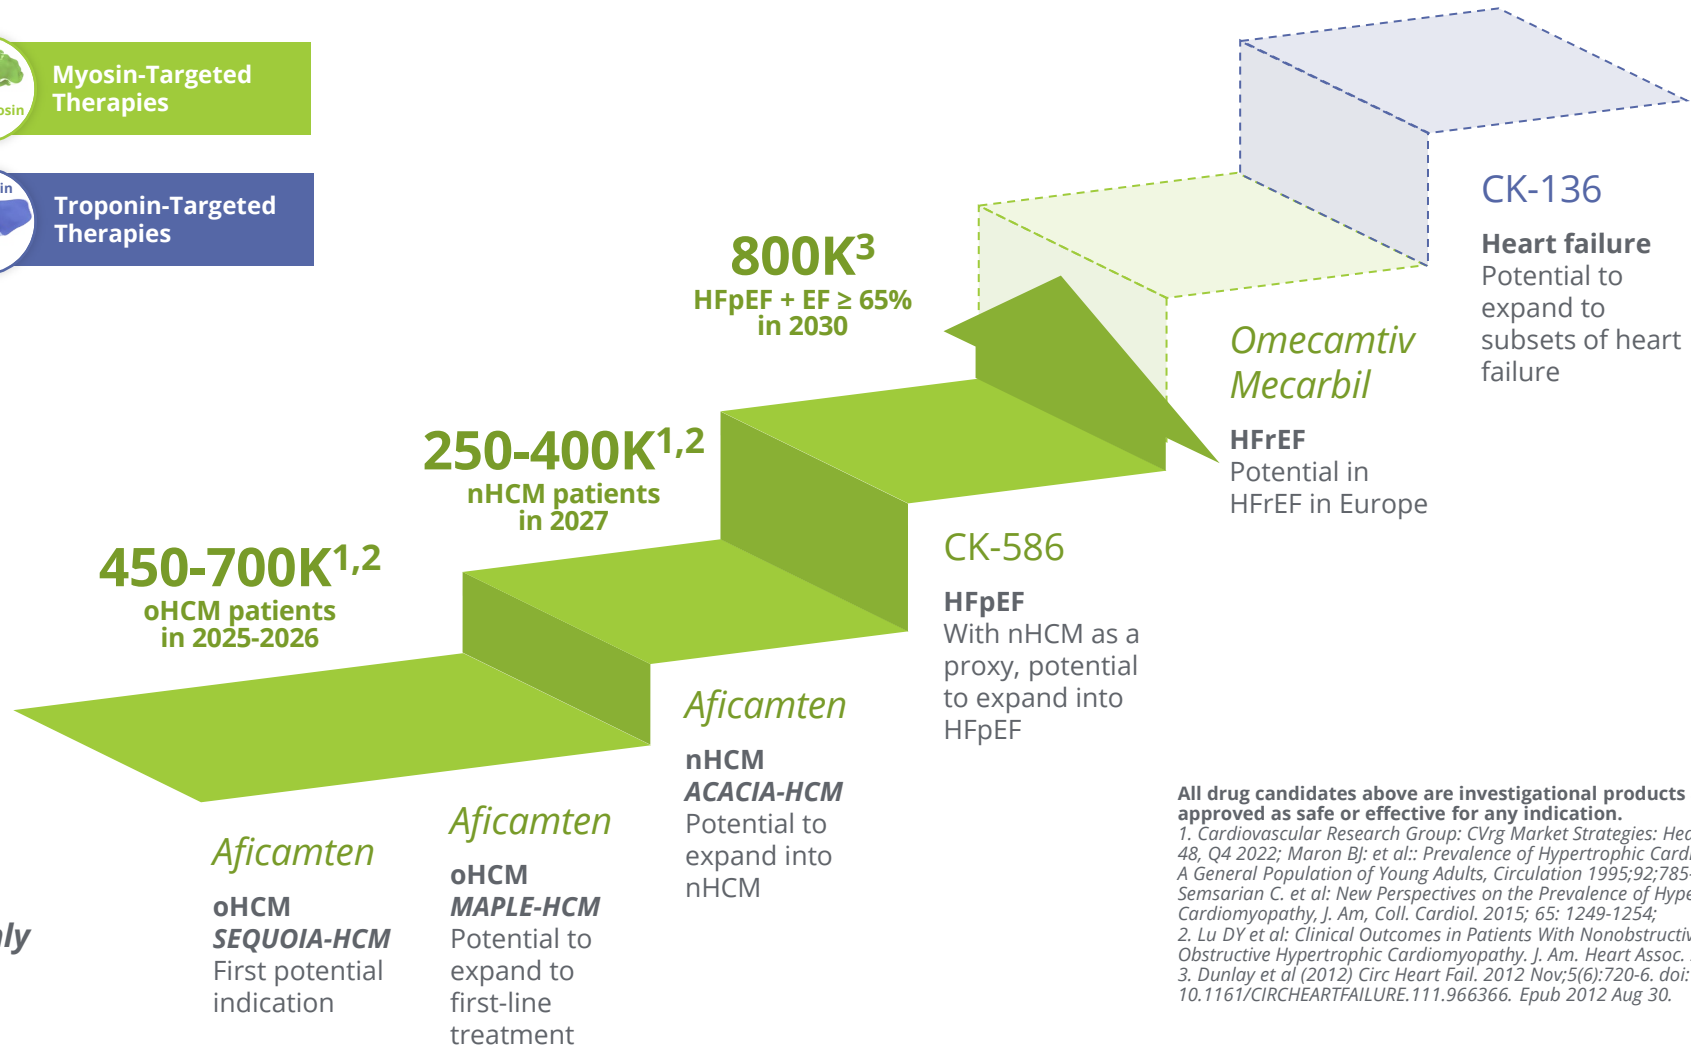 Myosin-Targeted
Therapies
Troponin-Targeted
Therapies
450-700K1,2
oHCM patients
in 2025-2026
250-400K1,2
nHCM patients
in 2027
800K3
HFpEF + EF ≥ 65%
in 2030
Aficamten
oHCM
SEQUOIA-HCM
First potential
indication
Aficamten
oHCM
MAPLE-HCM
Potential to
expand to
first-line
treatment
Aficamten
nHCM
ACACIA-HCM
Potential to
expand into
nHCM
CK-586
HFpEF
With nHCM as a
proxy, potential
to expand into
HFpEF
Omecamtiv
Mecarbil
HFrEF
Potential in
HFrEF in Europe
CK-136
Heart failure
Potential to
expand to
subsets of heart
failure
All drug candidates above are investigational products
approved as safe or effective for any indication.
1. Cardiovascular Research Group: CVrg Market Strategies:
48, Q4 2022; Maron BJ: et al:: Prevalence of Hypertrophic
A General Population of Young Adults, Circulation 1995;92;785-
Semsarian C. et al: New Perspectives on the Prevalence of
Cardiomyopathy, J. Am, Coll. Cardiol. 2015; 65: 1249-1254;
2. Lu DY et al: Clinical Outcomes in Patients With Nonobstructive
Obstructive Hypertrophic Cardiomyopathy. J. Am. Heart Assoc.
3. Dunlay et al (2012) Circ Heart Fail. 2012 Nov;5(6):720-6. doi:
10.1161/CIRCHEARTFAILURE.111.966366. Epub 2012 Aug 30.